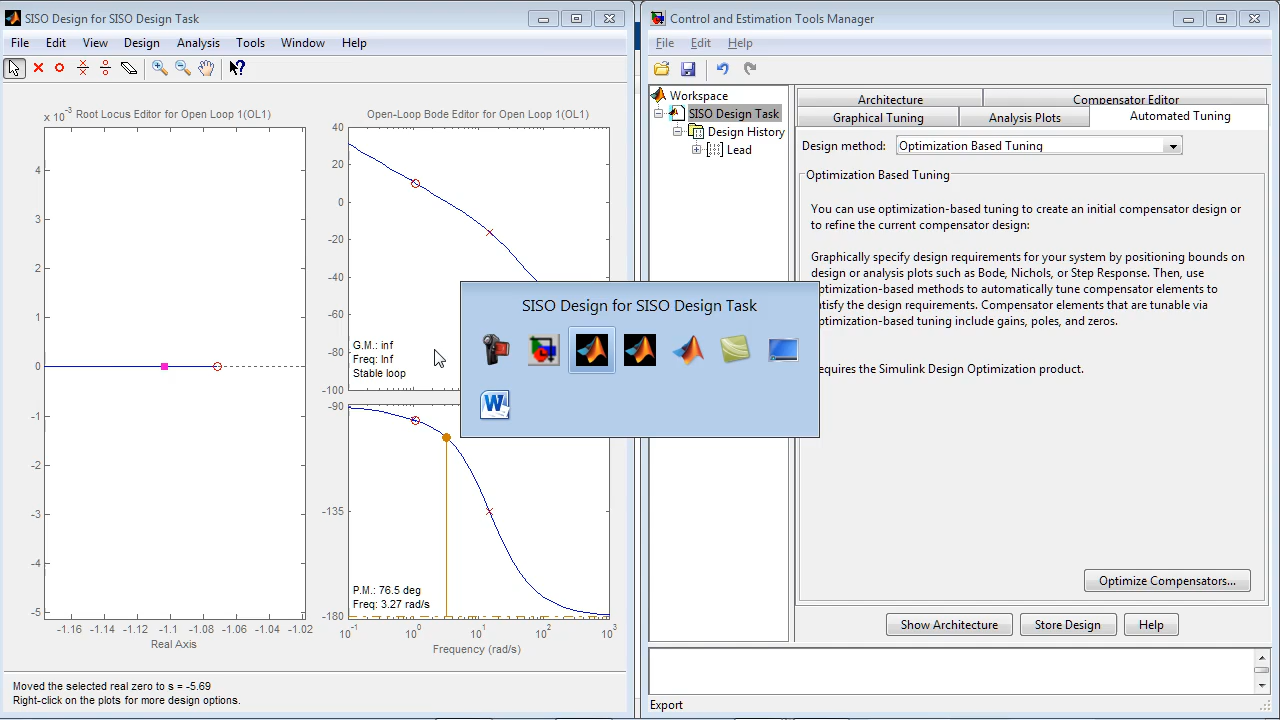 SISO Design for SISO Design Task
File Edit View Design Analysis Tools Window Help
x 10
-3
Root Locus Editor for Open Loop 1(OL1)
4
3
2
1
0
-1
-2
-3
-4
-5
-1.16 -1.14 -1.12 -1.1 -1.08 -1.06 -1.04 -1.02
Real Axis
Open-Loop Bode Editor for Open Loop 1(OL1)
40
20
0
-20
-40
-60
-80
-100
G.M.: inf
Freq: Inf
Stable loop
-90
-135
-180
P.M.: 76.5 deg
Freq: 3.27 rad/s
10-1 100 101 102 103
Frequency (rad/s)
Moved the selected real zero to s = -5.69
Right-click on the plots for more design options.
SISO Design for SISO Design Task
Control and Estimation Tools Manager
File Edit Help
Workspace
SISO Design Task
Design History
Lead
Architecture Compensator Editor
Graphical Tuning Analysis Plots Automated Tuning
Design method: Optimization Based Tuning
Optimization Based Tuning
You can use optimization-based tuning to create an initial compensator design or
to refine the current compensator design:
Graphically specify design requirements for your system by positioning bounds on
design or analysis plots such as Bode, Nichols, or Step Response. Then, use
optimization-based methods to automatically tune compensator elements to
tisfy the design requirements. Compensator elements that are tunable via
ptimization-based tuning include gains, poles, and zeros.
equires the Simulink Design Optimization product.
Optimize Compensators...
Show Architecture Store Design Help
Export